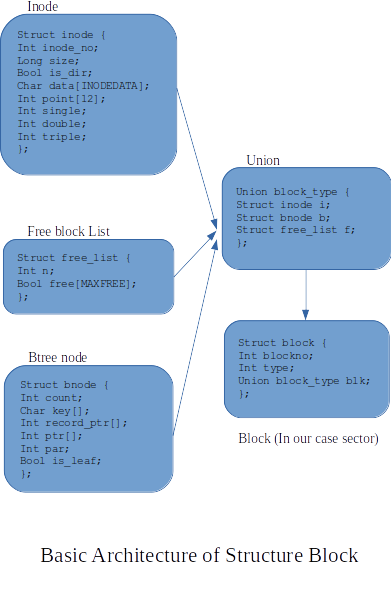 Inode
Struct inode {
Int inode_no;
Long size;
Bool is_dir;
Char data[INODEDATA];
Int point[12];
Int single;
Int double;
Int triple;
};
Free block List
Struct free_list {
Int n;
Bool free[MAXFREE];
};
Btree node
Struct bnode {
Int count;
Char key[];
Int record_ptr[];
Int ptr[];
Int par;
Bool is_leaf;
};
Union
Union block_type {
Struct inode i;
Struct bnode b;
Struct free_list f;
};
Struct block {
Int blockno;
Int type;
Union block_type blk;
};
Block (In our case sector)
Basic Architecture of Structure Block